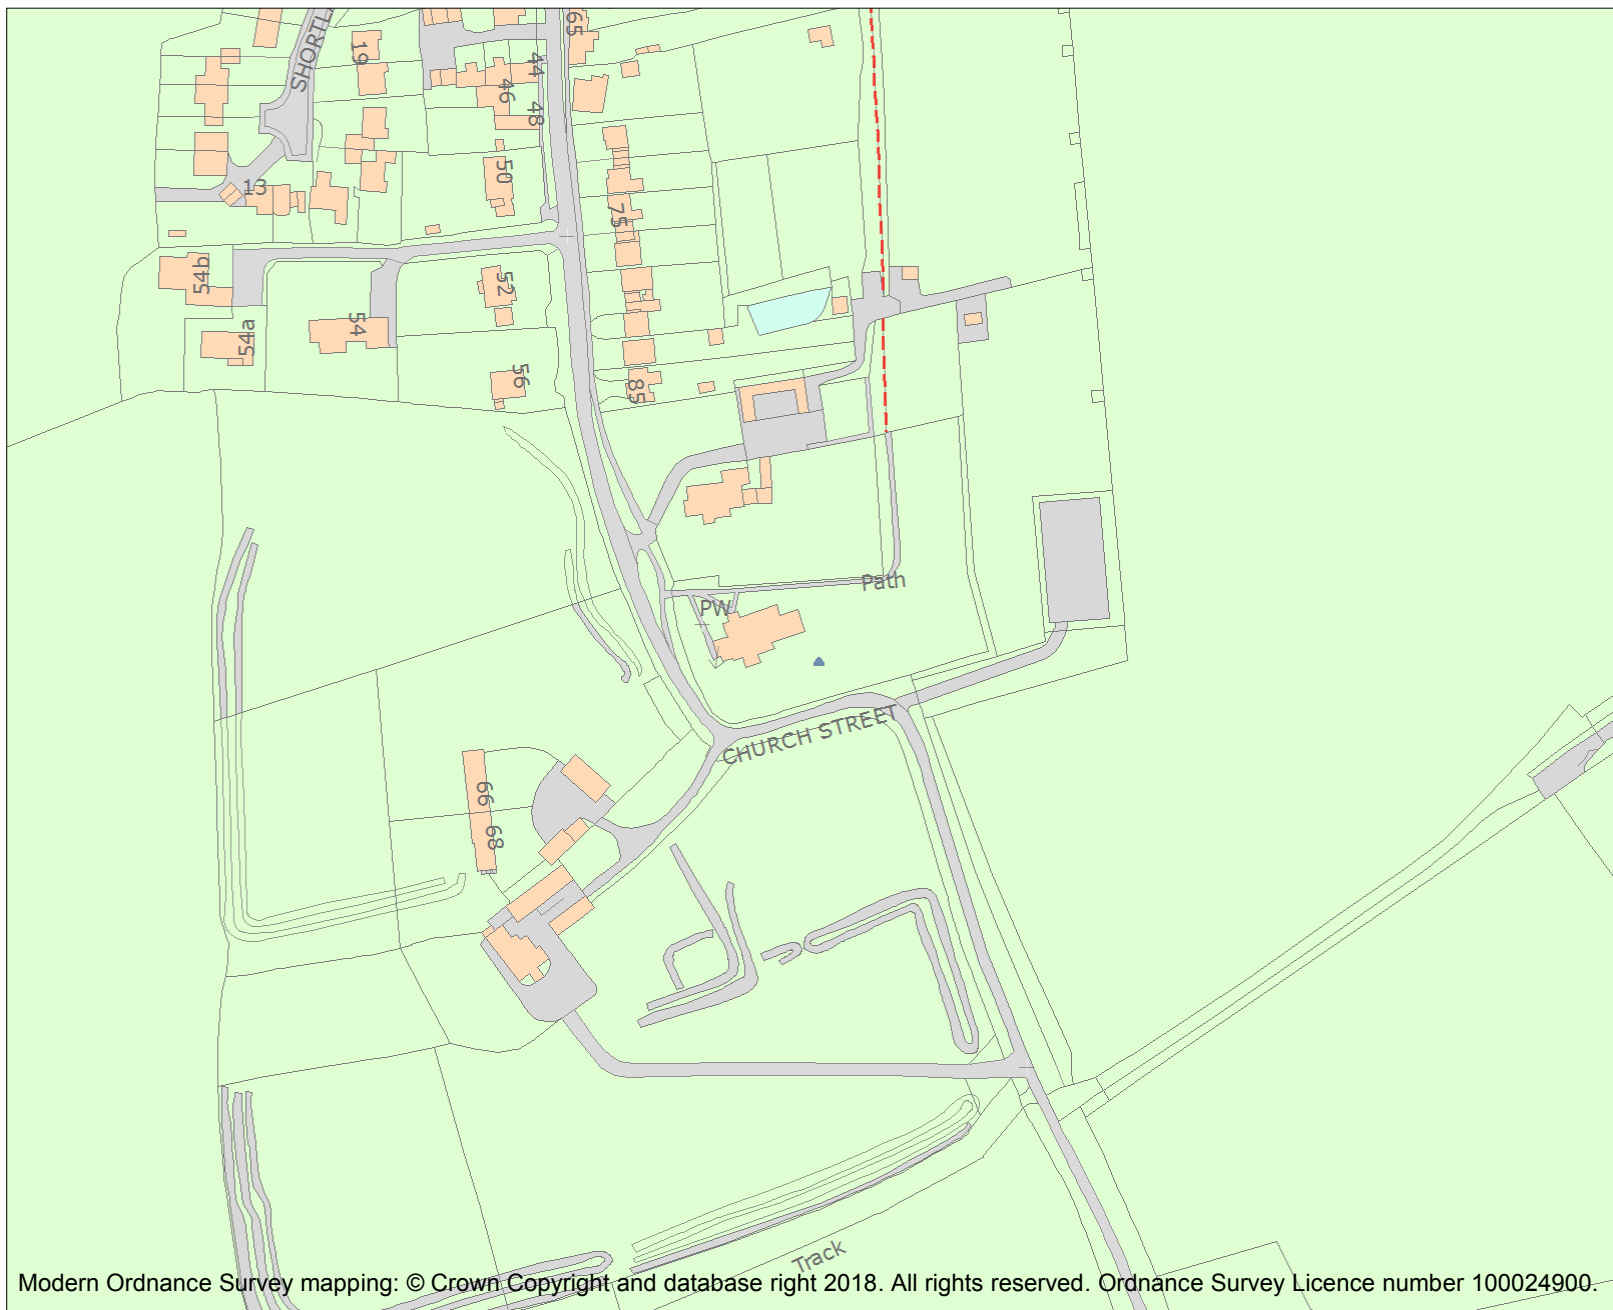 SHORTL
19
65
44
46
48
13
50
75
54b
52
54
54a
56
85
Path
PW
CHURCH STREET
66
68
Track
Modern Ordnance Survey mapping: © Crown Copyright and database right 2018. All rights reserved. Ordnance Survey Licence number 100024900.